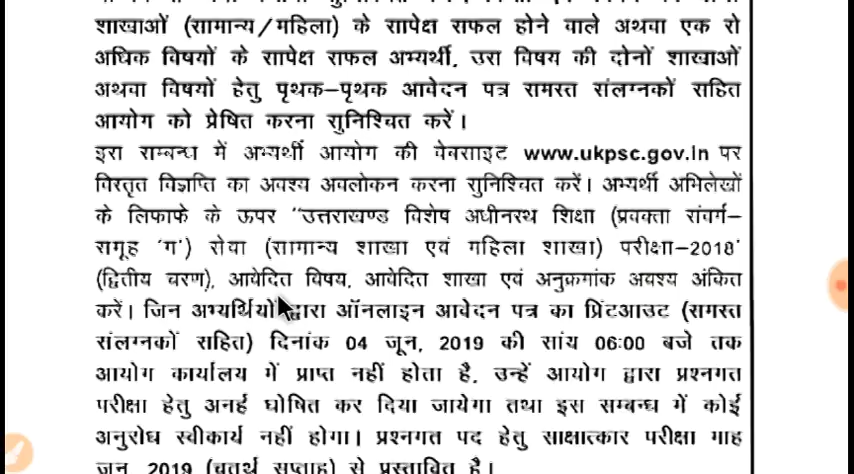 शाखाओं (सामान्य/महिला) के सापेक्ष सफल होने वाले अथवा एक से
अधिक विषयों के सापेक्ष सफल अभ्यर्थी, उस विषय की दोनों शाखाओं
अथवा विषयों हेतु पृथक–पृथक आवेदन पत्र समस्त संलग्नकों सहित
आयोग को प्रेषित करना सुनिश्चित करें।
इस सम्बन्ध में अभ्यर्थी आयोग की वेबसाइट www.ukpsc.gov.in पर
विस्तृत विज्ञप्ति का अवश्य अवलोकन करना सुनिश्चित करें। अभ्यर्थी अभिलेखों
के लिफाफे के ऊपर "उत्तराखण्ड विशेष अधीनस्थ शिक्षा (प्रवक्ता संवर्ग–
समूह 'ग') सेवा (सामान्य शाखा एवं महिला शाखा) परीक्षा–2018'
(द्वितीय चरण), आवेदित विषय, आवेदित शाखा एवं अनुक्रमांक अवश्य अंकित
करें। जिन अभ्यर्थियों द्वारा ऑनलाइन आवेदन पत्र का प्रिंटआउट (समस्त
संलग्नकों सहित) दिनांक 04 जून, 2019 की सांय 06:00 बजे तक
आयोग कार्यालय में प्राप्त नहीं होता है, उन्हें आयोग द्वारा प्रश्नगत
परीक्षा हेतु अनर्ह घोषित कर दिया जायेगा तथा इस सम्बन्ध में कोई
अनुरोध स्वीकार्य नहीं होगा। प्रश्नगत पद हेतु साक्षात्कार परीक्षा माह
जून, 2019 (चतुर्थ सप्ताह) से प्रस्तावित है।